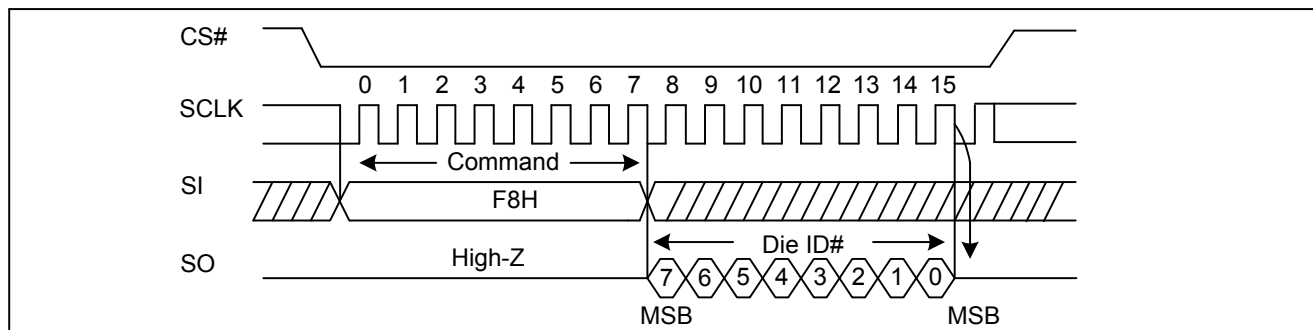 CS#
0 1 2 3 4 5 6 7 8 9 10 11 12 13 14 15
SCLK
Command
SI
F8H
Die ID#
SO
High-Z
7 6 5 4 3 2 1 0
MSB MSB